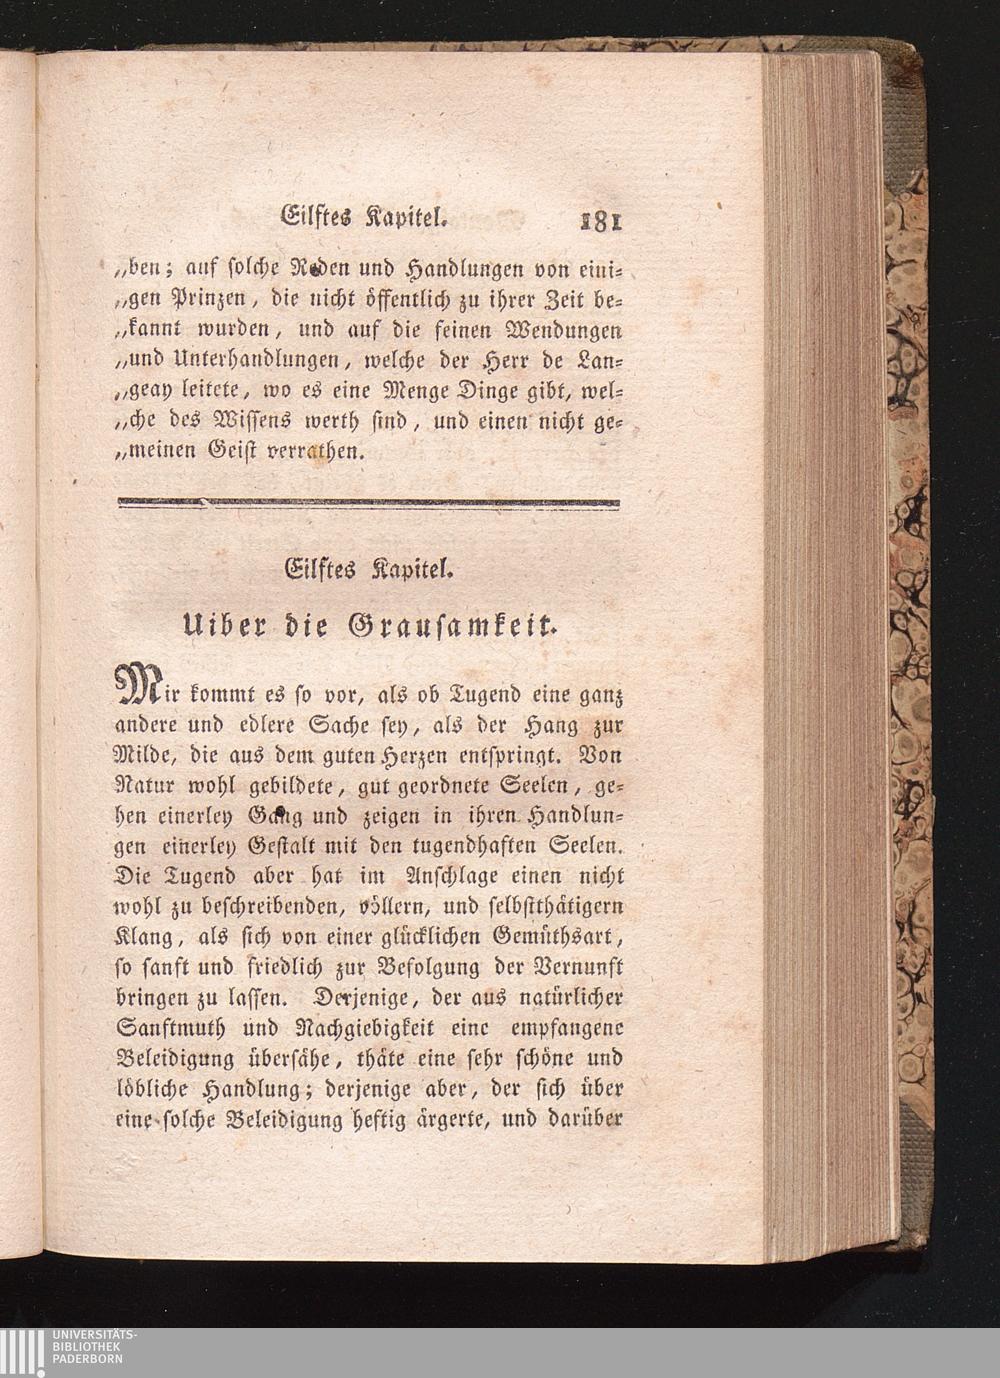 Eilftes Kapitel. 181
„ben; auf solche Reden und Handlungen von eini-
„gen Prinzen, die nicht öffentlich zu ihrer Zeit be-
„kannt wurden, und auf die feinen Wendungen
„und Unterhandlungen, welche der Herr de Lan-
„geay leitete, wo es eine Menge Dinge gibt, wel-
„che des Wissens werth sind, und einen nicht ge-
„meinen Geist verrathen.
Eilftes Kapitel.
Uiber die Grausamkeit.
Mir kommt es so vor, als ob Tugend eine ganz
andere und edlere Sache sey, als der Hang zur
Milde, die aus dem guten Herzen entspringt. Von
Natur wohl gebildete, gut geordnete Seelen, ge-
hen einerley Gang und zeigen in ihren Handlun-
gen einerley Gestalt mit den tugendhaften Seelen.
Die Tugend aber hat im Anschlage einen nicht
wohl zu beschreibenden, völlern, und selbstthätigern
Klang, als sich von einer glücklichen Gemüthsart,
so sanft und friedlich zur Befolgung der Vernunft
bringen zu lassen. Derjenige, der aus natürlicher
Sanftmuth und Nachgiebigkeit eine empfangene
Beleidigung übersähe, thäte eine sehr schöne und
löbliche Handlung; derjenige aber, der sich über
eine solche Beleidigung heftig ärgerte, und darüber
UNIVERSITÄTS-
BIBLIOTHEK
PADERBORN